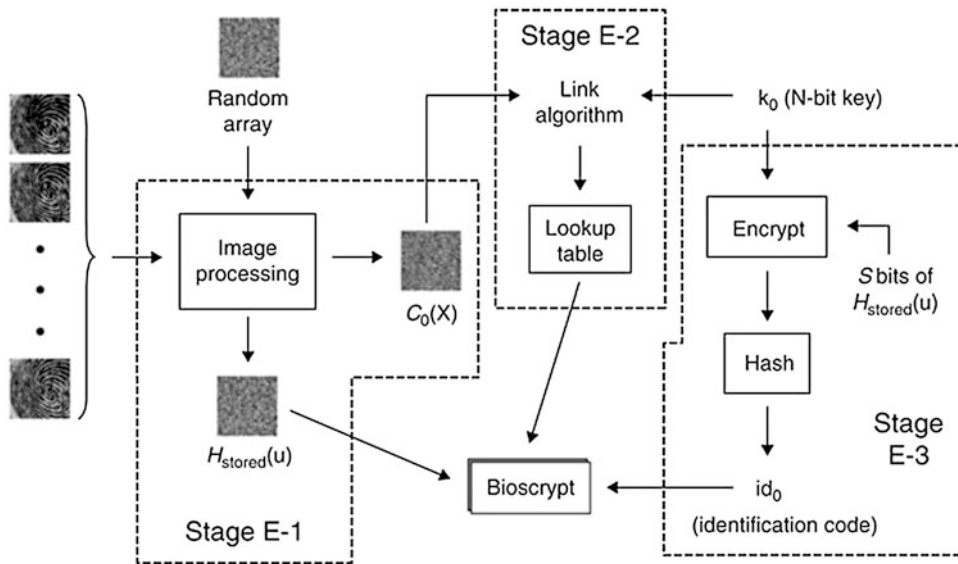 Stage E-2
Random
array
Link
algorithm
k₀ (N-bit key)
Image
processing
C₀(X)
Lookup
table
Encrypt
S bits of
Hstored(u)
Hash
Hstored(u)
Stage E-1
Bioscrypt
Stage
E-3
id₀
(identification code)